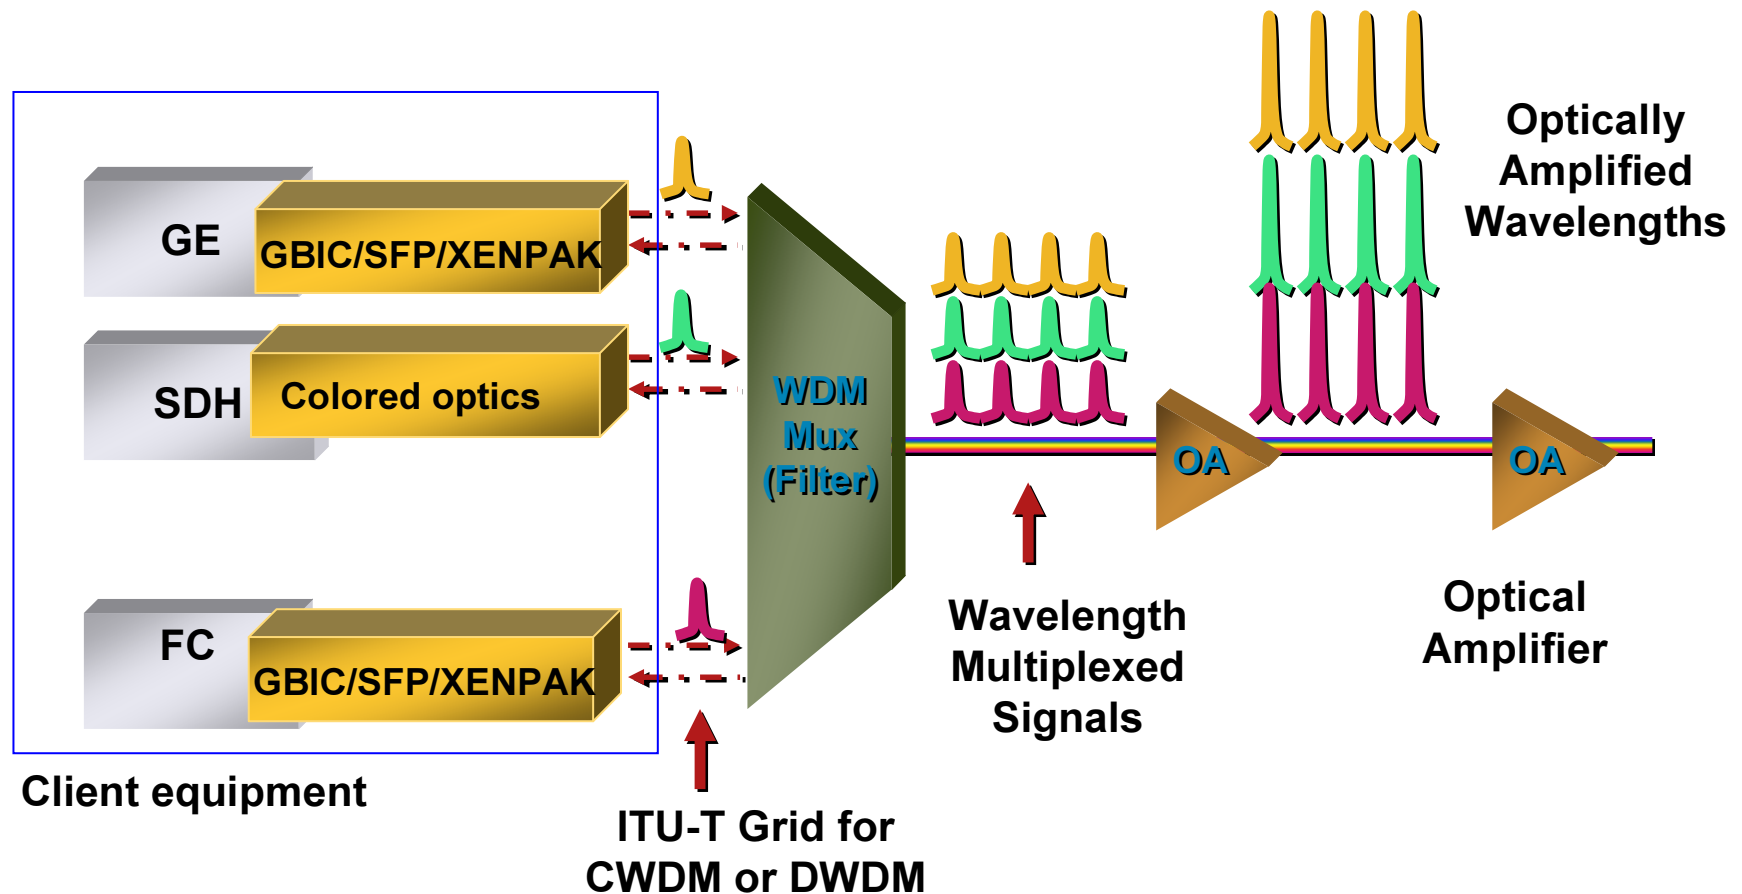 Optically
Amplified
Wavelengths
GE
GBIC/SFP/XENPAK
SDH
Colored optics
WDM
Mux
(Filter)
OA
OA
FC
GBIC/SFP/XENPAK
Wavelength
Multiplexed
Signals
Optical
Amplifier
Client equipment
ITU-T Grid for
CWDM or DWDM